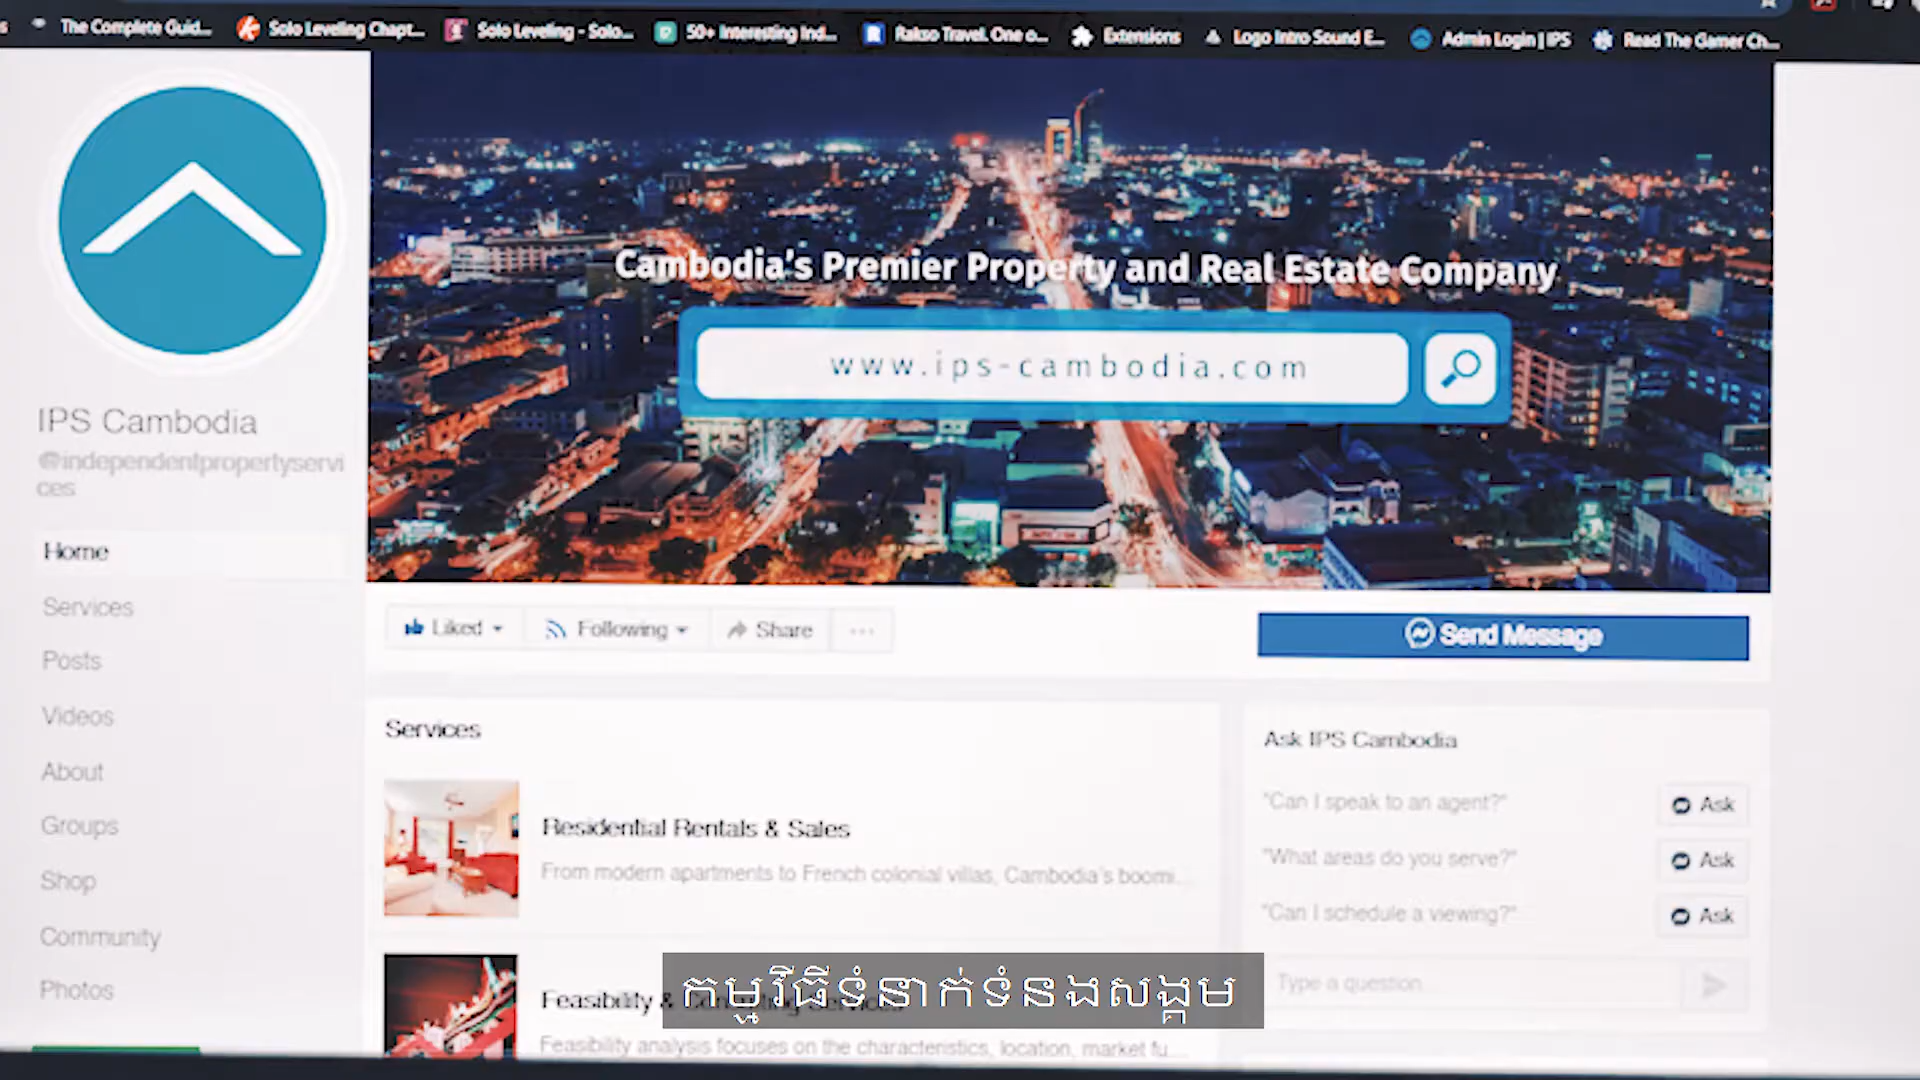 The Complete Guid...
Solo Leveling Chapt...
Solo Leveling - Solo...
50+ Interesting Ind...
Rakso Travel. One o...
Extensions
Logo Intro Sound E...
Admin Login | IPS
Read The Gamer Ch...
Cambodia's Premier Property and Real Estate Company
www.ips-cambodia.com
IPS Cambodia
@independentpropertyservi
ces
Home
Services
Posts
Videos
About
Groups
Shop
Community
Photos
Liked
Following
Share
Send Message
Services
Residential Rentals & Sales
From modern apartments to French colonial villas, Cambodia's boomi...
Feasibility & Consulting Services
Feasibility analysis focuses on the characteristics, location, market fu...
Ask IPS Cambodia
"Can I speak to an agent?"
Ask
"What areas do you serve?"
Ask
"Can I schedule a viewing?"
Ask
Type a question
កម្មវិធីទំនាក់ទំនងសង្គម